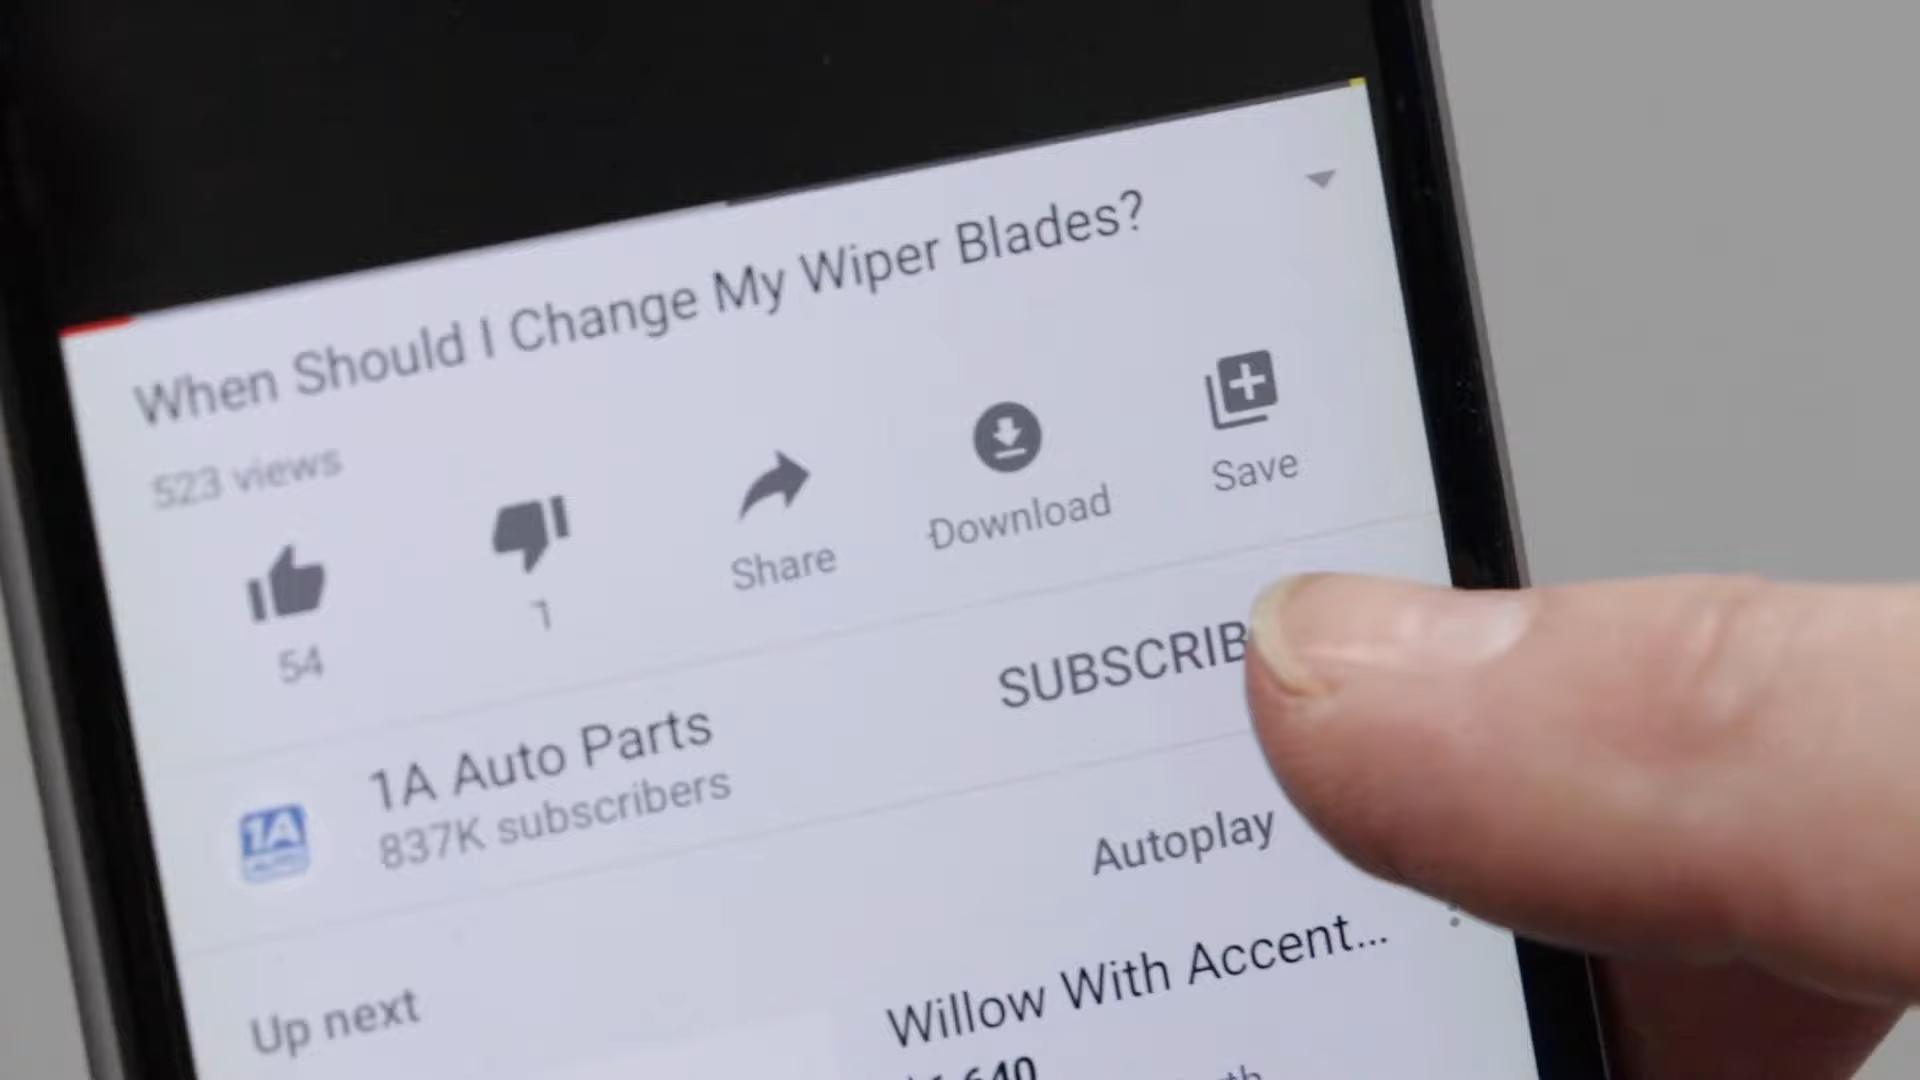 When Should I Change My Wiper Blades?
523 views
54
1
Share
Download
Save
1A Auto Parts
837K subscribers
SUBSCRIB
1A
Autoplay
Up next
Willow With Accent...